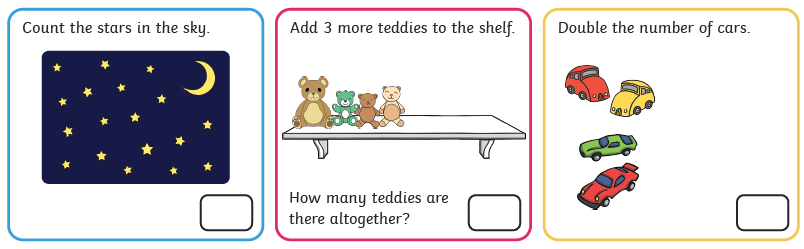 Count the stars in the sky.
Add 3 more teddies to the shelf.
How many teddies are
there altogether?
Double the number of cars.